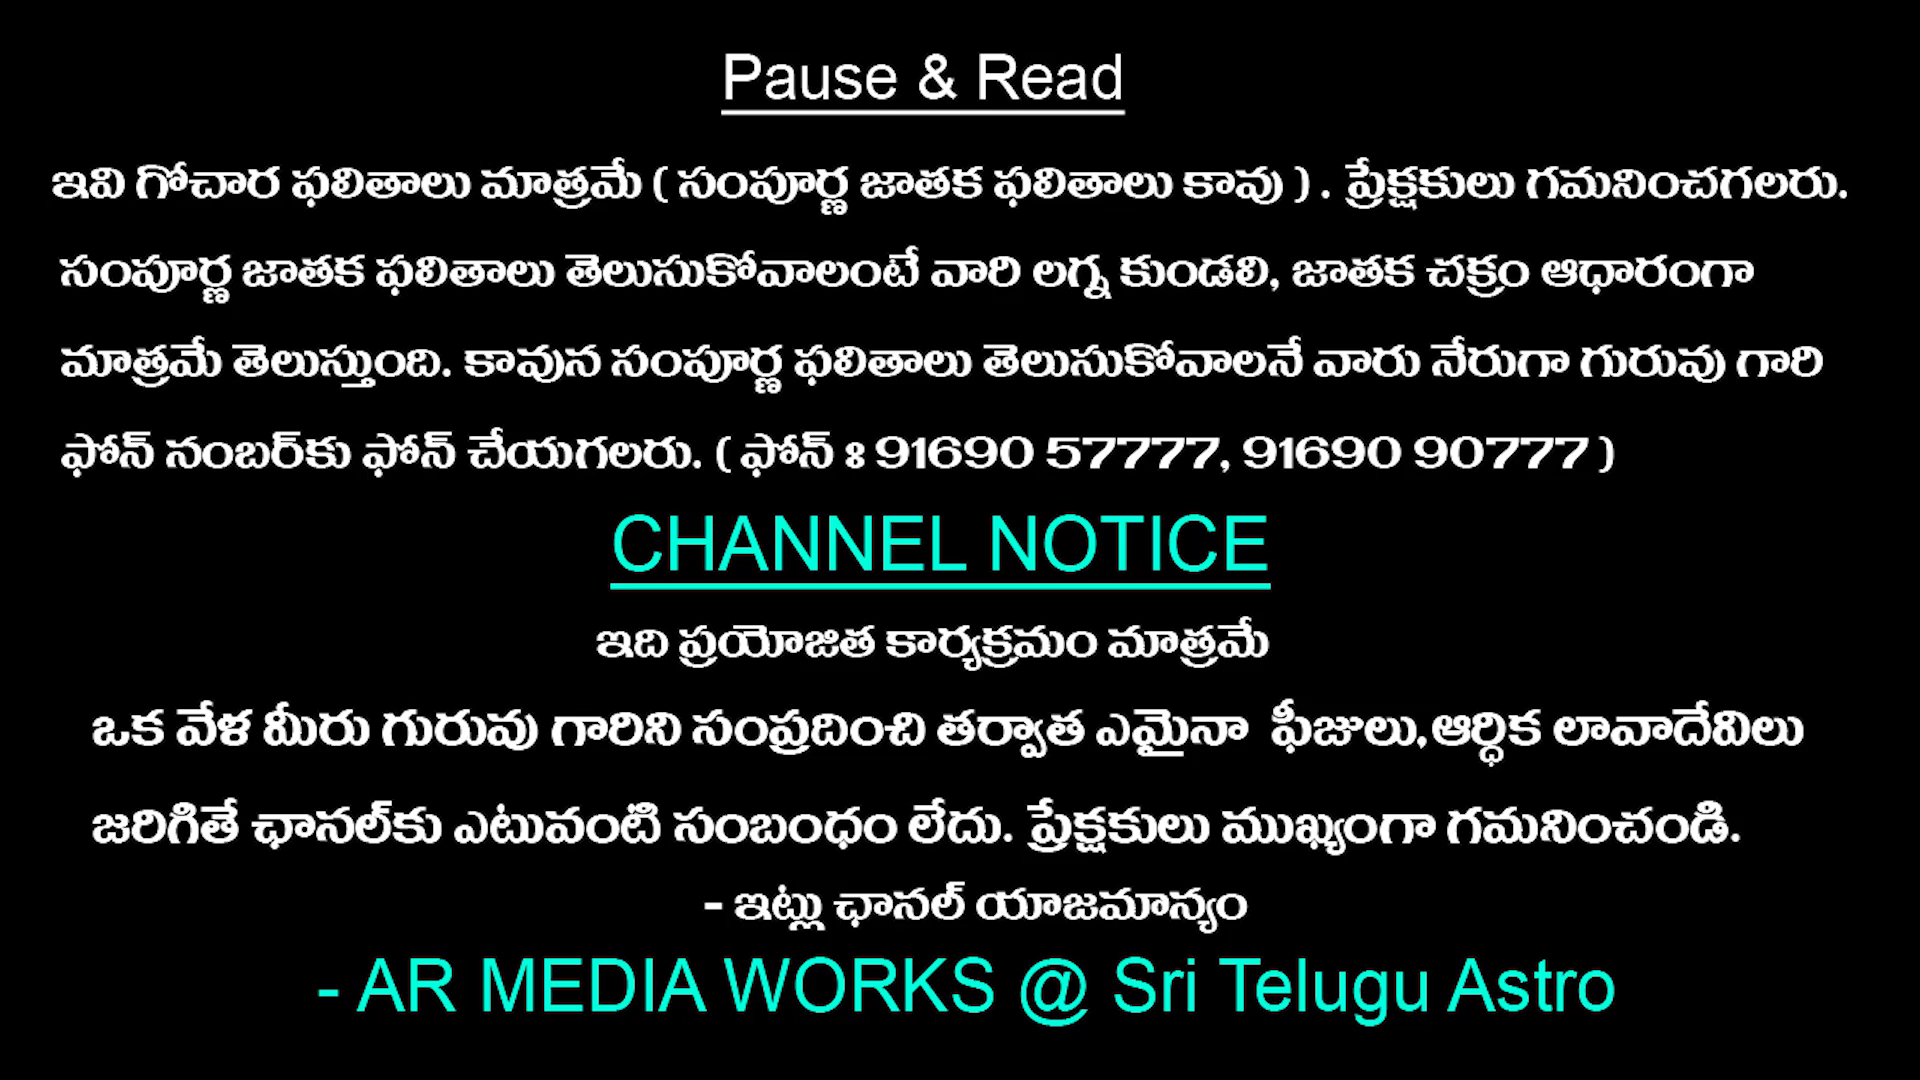 Pause & Read
ఇవి గోచార ఫలితాలు మాత్రమే ( సంపూర్ణ జాతక ఫలితాలు కావు ) . ప్రేక్షకులు గమనించగలరు.
సంపూర్ణ జాతక ఫలితాలు తెలుసుకోవాలంటే వారి లగ్న కుండలి, జాతక చక్రం ఆధారంగా
మాత్రమే తెలుస్తుంది. కావున సంపూర్ణ ఫలితాలు తెలుసుకోవాలనే వారు నేరుగా గురువు గారి
ఫోన్ నంబర్‌కు ఫోన్ చేయగలరు. ( ఫోన్ ః 91690 57777, 91690 90777 )
CHANNEL NOTICE
ఇది ప్రయోజిత కార్యక్రమం మాత్రమే
ఒక వేళ మీరు గురువు గారిని సంప్రదించి తర్వాత ఎమైనా ఫీజులు,ఆర్ధిక లావాదేవిలు
జరిగితే ఛానల్‌కు ఎటువంటి సంబంధం లేదు. ప్రేక్షకులు ముఖ్యంగా గమనించండి.
- ఇట్లు ఛానల్ యాజమాన్యం
- AR MEDIA WORKS @ Sri Telugu Astro